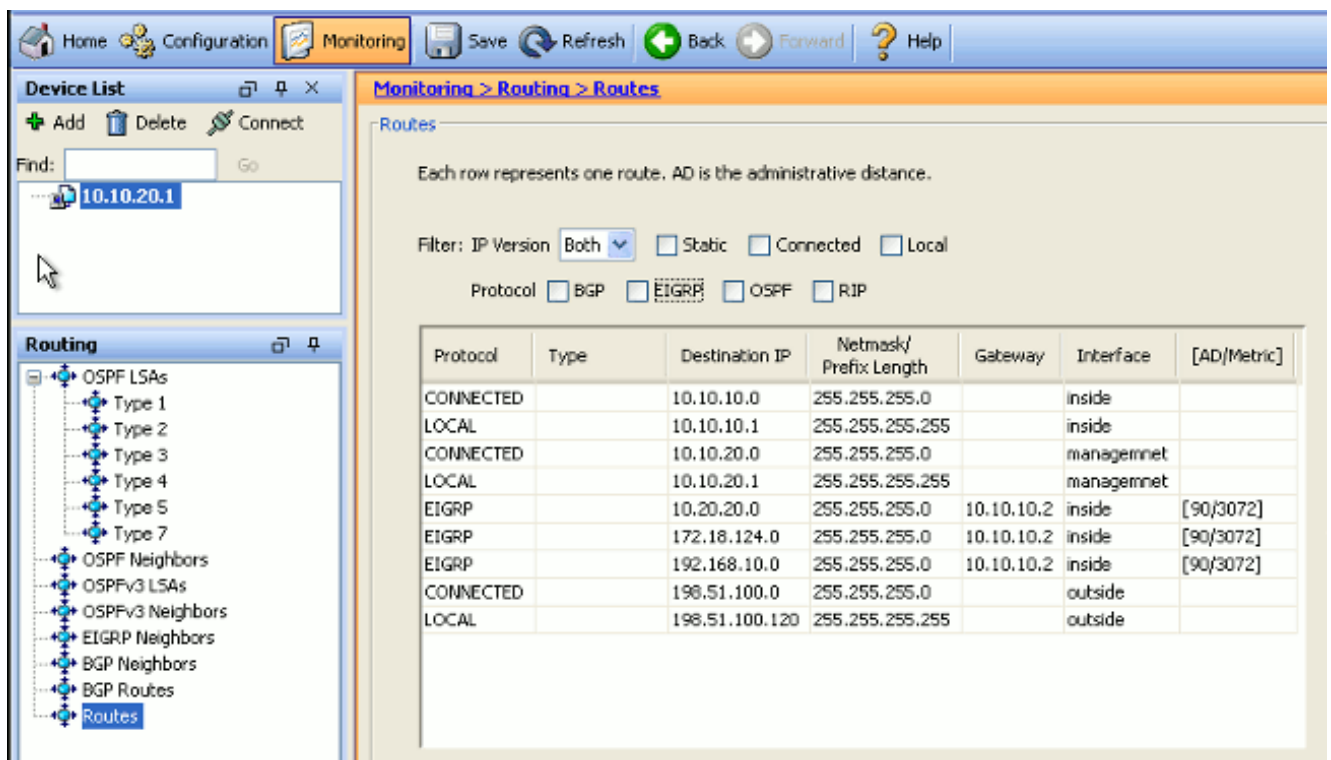 Home Configuration Monitoring Save Refresh Back Forward Help
Device List
Add Delete Connect
Find: Go
10.10.20.1
Routing
OSPF LSAs
Type 1
Type 2
Type 3
Type 4
Type 5
Type 7
OSPF Neighbors
OSPFv3 LSAs
OSPFv3 Neighbors
EIGRP Neighbors
BGP Neighbors
BGP Routes
Routes
Monitoring > Routing > Routes
Routes
Each row represents one route. AD is the administrative distance.
Filter: IP Version Both Static Connected Local
Protocol BGP EIGRP OSPF RIP
Protocol Type Destination IP Netmask/ Prefix Length Gateway Interface [AD/Metric]
CONNECTED 10.10.10.0 255.255.255.0 inside
LOCAL 10.10.10.1 255.255.255.255 inside
CONNECTED 10.10.20.0 255.255.255.0 managemnet
LOCAL 10.10.20.1 255.255.255.255 managemnet
EIGRP 10.20.20.0 255.255.255.0 10.10.10.2 inside [90/3072]
EIGRP 172.18.124.0 255.255.255.0 10.10.10.2 inside [90/3072]
EIGRP 192.168.10.0 255.255.255.0 10.10.10.2 inside [90/3072]
CONNECTED 198.51.100.0 255.255.255.0 outside
LOCAL 198.51.100.120 255.255.255.255 outside